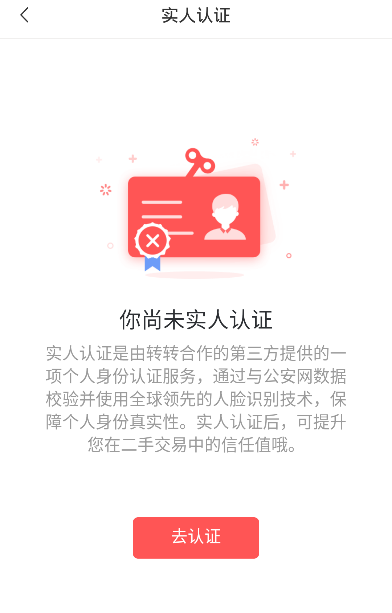 实人认证
你尚未实人认证
实人认证是由转转合作的第三方提供的一
项个人身份认证服务，通过与公安网数据
校验并使用全球领先的人脸识别技术，保
障个人身份真实性。实人认证后，可提升
您在二手交易中的信任值哦。
去认证